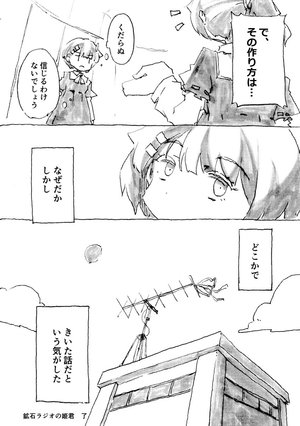 で、
その作り方は…
くだらぬ
信じるわけ
ないでしょう
なぜだか
しかし
どこかで
きいた話だと
いう気がした
鉱石ラジオの姫君 了